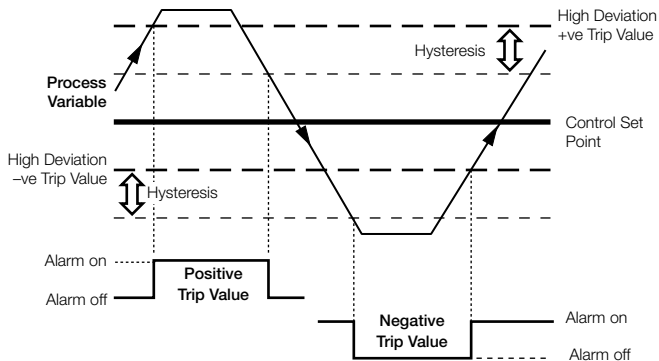 High Deviation
+ve Trip Value
Hysteresis
Process
Variable
Control Set
Point
High Deviation
–ve Trip Value
Hysteresis
Alarm on
Positive
Trip Value
Alarm off
Negative
Trip Value
Alarm on
Alarm off